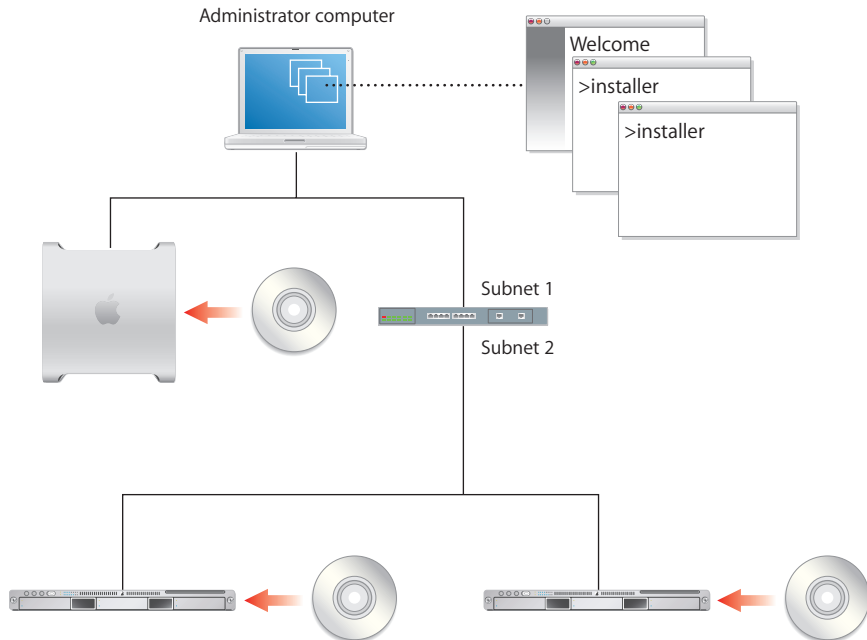 Administrator computer
Welcome
>installer
>installer
Subnet 1
Subnet 2